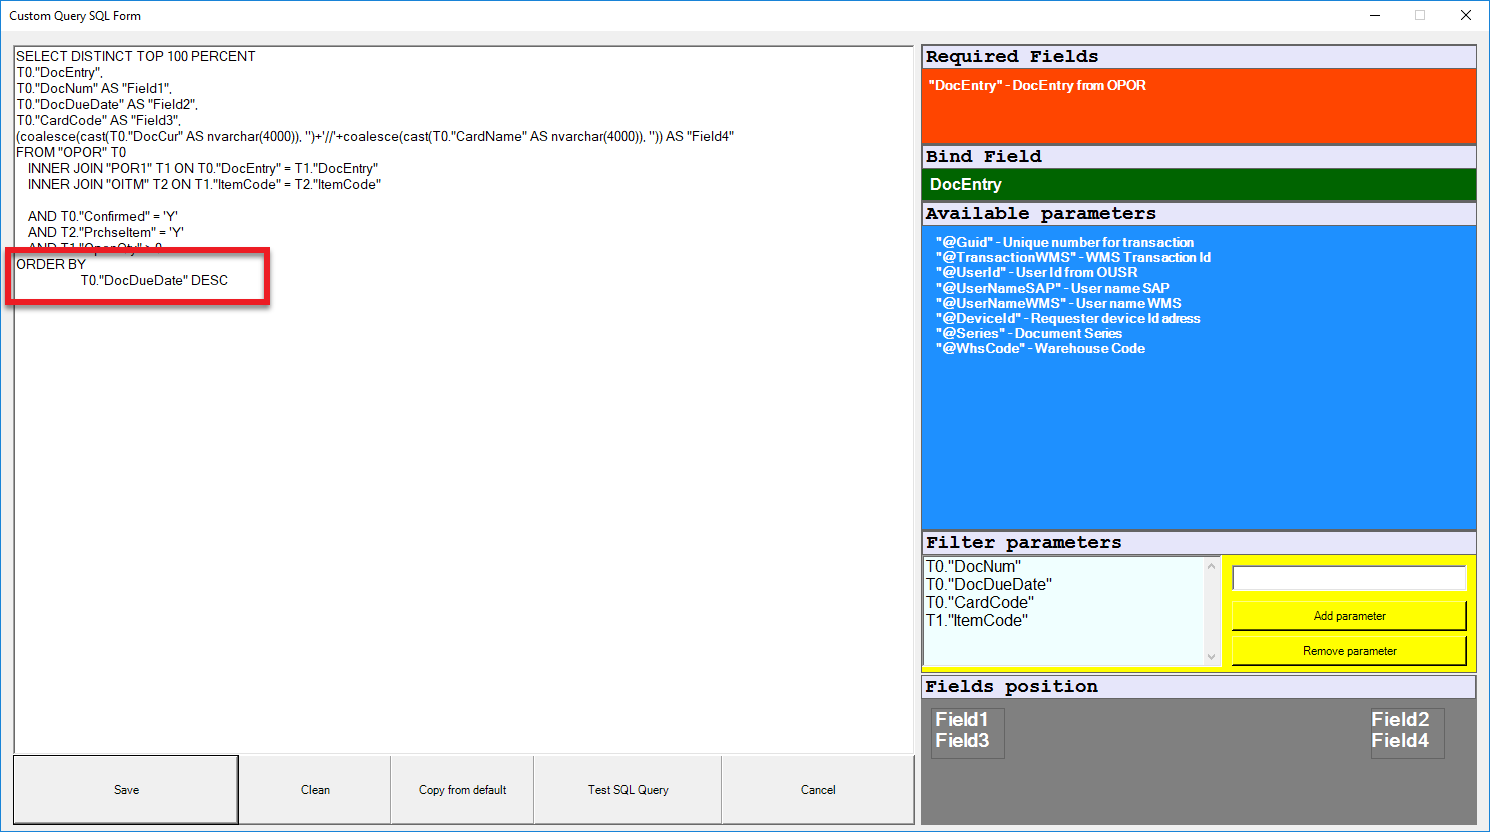 Custom Query SQL Form
SELECT DISTINCT TOP 100 PERCENT
T0."DocEntry",
T0."DocNum" AS "Field1",
T0."DocDueDate" AS "Field2",
T0."CardCode" AS "Field3",
(coalesce(cast(T0."DocCur" AS nvarchar(4000)), '')+'//'+coalesce(cast(T0."CardName" AS nvarchar(4000)), '')) AS "Field4"
FROM "OPOR" T0
INNER JOIN "POR1" T1 ON T0."DocEntry" = T1."DocEntry"
INNER JOIN "OITM" T2 ON T1."ItemCode" = T2."ItemCode"
AND T0."Confirmed" = 'Y'
AND T2."PrchseItem" = 'Y'
AND T1."OpenQty" > 0
ORDER BY
T0."DocDueDate" DESC
Save
Clean
Copy from default
Test SQL Query
Cancel
Required Fields
"DocEntry" - DocEntry from OPOR
Bind Field
DocEntry
Available parameters
"@Guid" - Unique number for transaction
"@TransactionWMS" - WMS Transaction Id
"@UserId" - User Id from OUSR
"@UserNameSAP" - User name SAP
"@UserNameWMS" - User name WMS
"@DeviceId" - Requester device Id adress
"@Series" - Document Series
"@WhsCode" - Warehouse Code
Filter parameters
T0."DocNum"
T0."DocDueDate"
T0."CardCode"
T1."ItemCode"
Add parameter
Remove parameter
Fields position
Field1 Field2
Field3 Field4